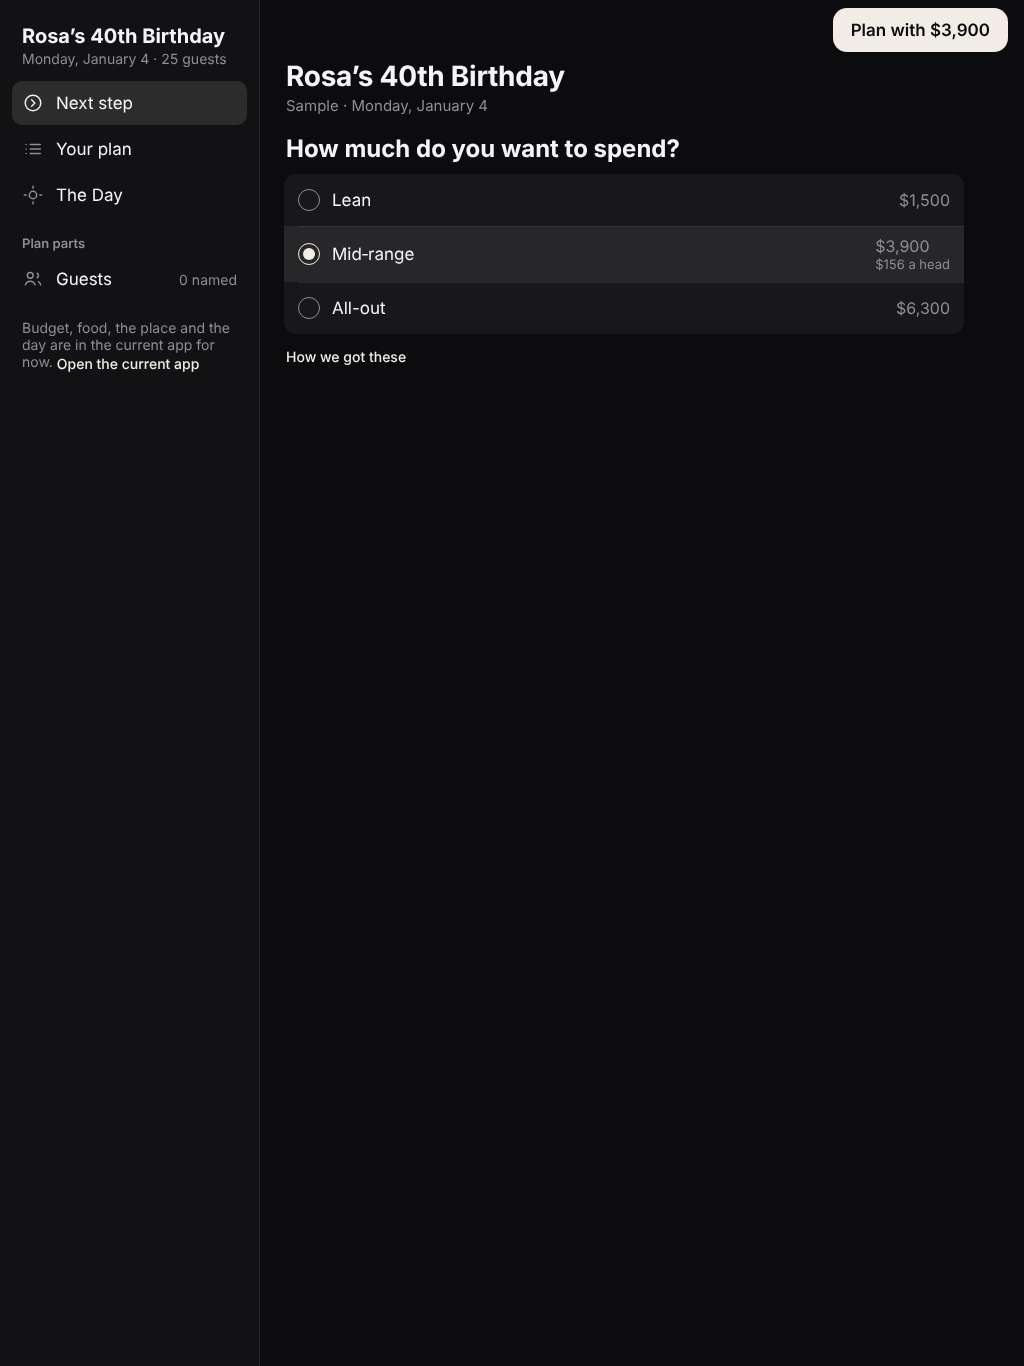 Rosa’s 40th Birthday
Monday, January 4 · 25 guests
Next step
Your plan
The Day
Plan parts
Guests 0 named
Budget, food, the place and the
day are in the current app for
now. Open the current app
Plan with $3,900
Rosa’s 40th Birthday
Sample · Monday, January 4
How much do you want to spend?
Lean $1,500
Mid-range $3,900
$156 a head
All-out $6,300
How we got these